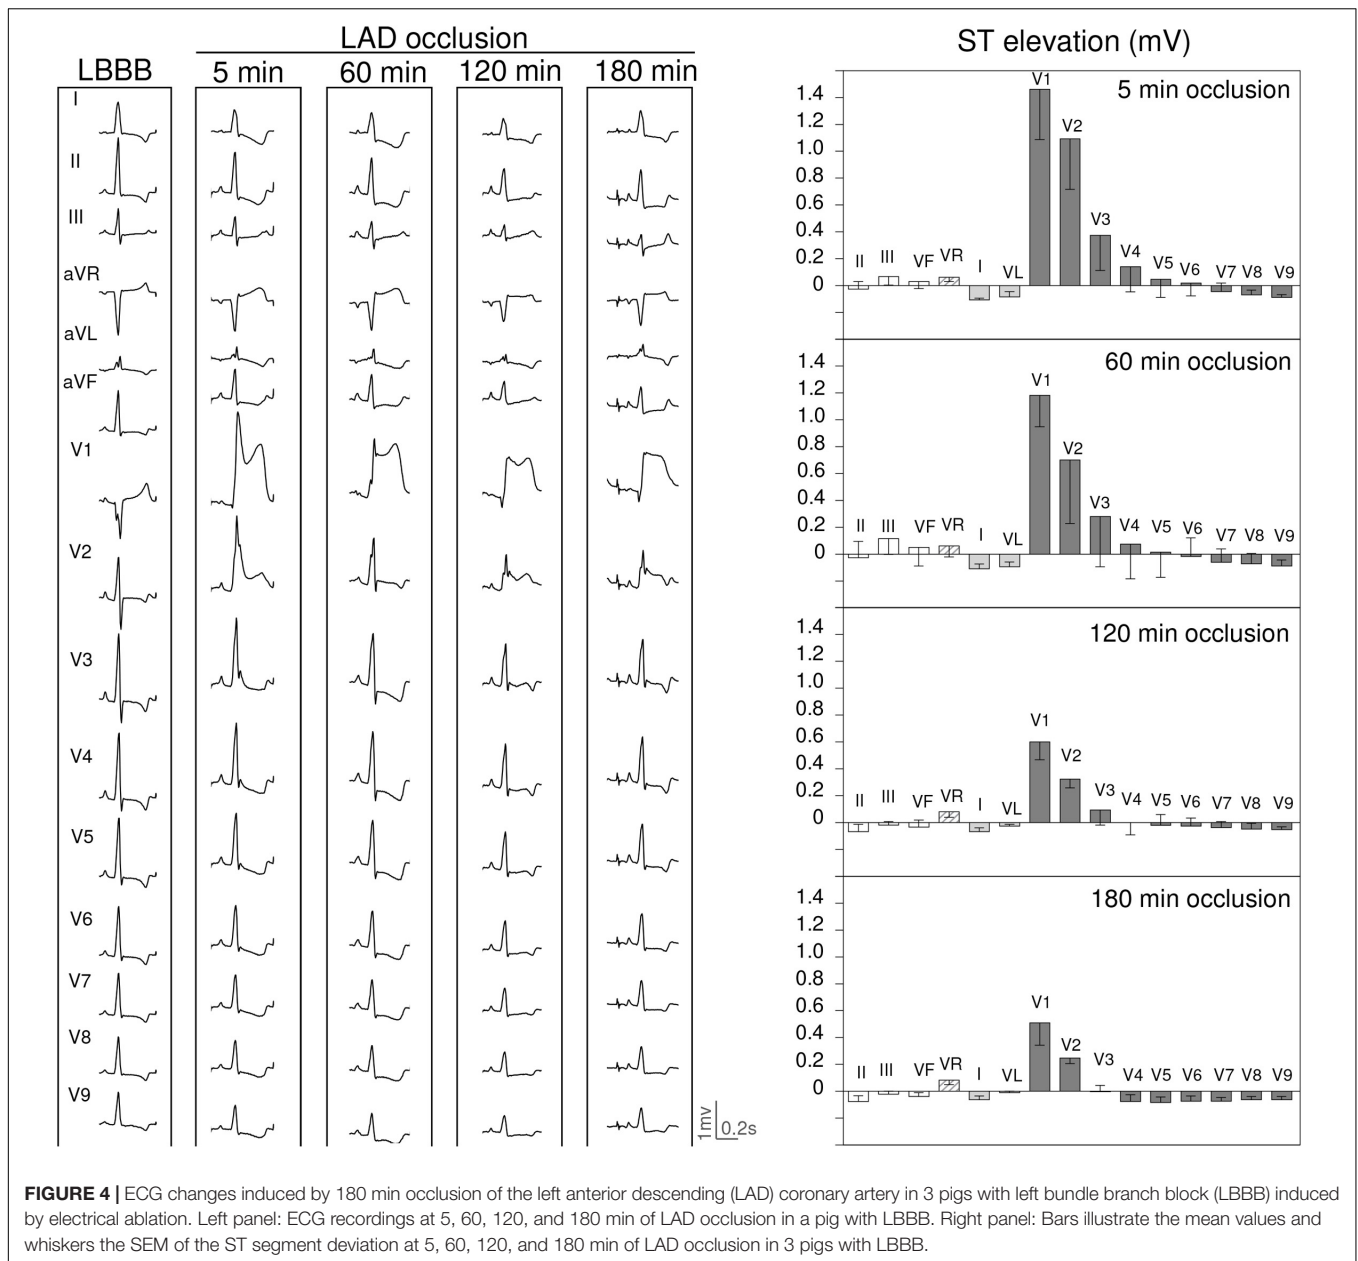 LAD occlusion
LBBB 5 min 60 min 120 min 180 min
I
II
III
aVR
aVL
aVF
V1
V2
V3
V4
V5
V6
V7
V8
V9
1mv
0.2s
ST elevation (mV)
5 min occlusion
1.4
1.2
1.0
0.8
0.6
0.4
0.2
0
II III VF VR I VL V1 V2 V3 V4 V5 V6 V7 V8 V9
60 min occlusion
1.4
1.2
1.0
0.8
0.6
0.4
0.2
0
II III VF VR I VL V1 V2 V3 V4 V5 V6 V7 V8 V9
120 min occlusion
1.4
1.2
1.0
0.8
0.6
0.4
0.2
0
II III VF VR I VL V1 V2 V3 V4 V5 V6 V7 V8 V9
180 min occlusion
1.4
1.2
1.0
0.8
0.6
0.4
0.2
0
II III VF VR I VL V1 V2 V3 V4 V5 V6 V7 V8 V9
FIGURE 4 | ECG changes induced by 180 min occlusion of the left anterior descending (LAD) coronary artery in 3 pigs with left bundle branch block (LBBB) induced
by electrical ablation. Left panel: ECG recordings at 5, 60, 120, and 180 min of LAD occlusion in a pig with LBBB. Right panel: Bars illustrate the mean values and
whiskers the SEM of the ST segment deviation at 5, 60, 120, and 180 min of LAD occlusion in 3 pigs with LBBB.